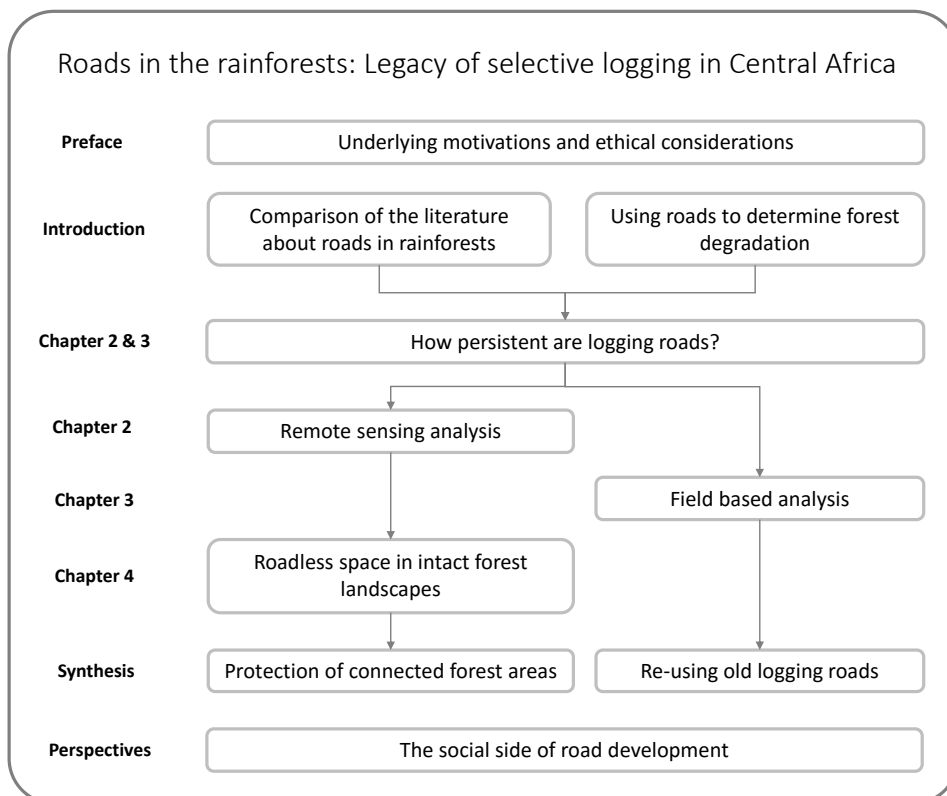 Roads in the rainforests: Legacy of selective logging in Central Africa
Preface
Underlying motivations and ethical considerations
Introduction
Comparison of the literature
about roads in rainforests
Using roads to determine forest
degradation
Chapter 2 & 3
How persistent are logging roads?
Chapter 2
Remote sensing analysis
Chapter 3
Field based analysis
Chapter 4
Roadless space in intact forest
landscapes
Synthesis
Protection of connected forest areas
Re-using old logging roads
Perspectives
The social side of road development